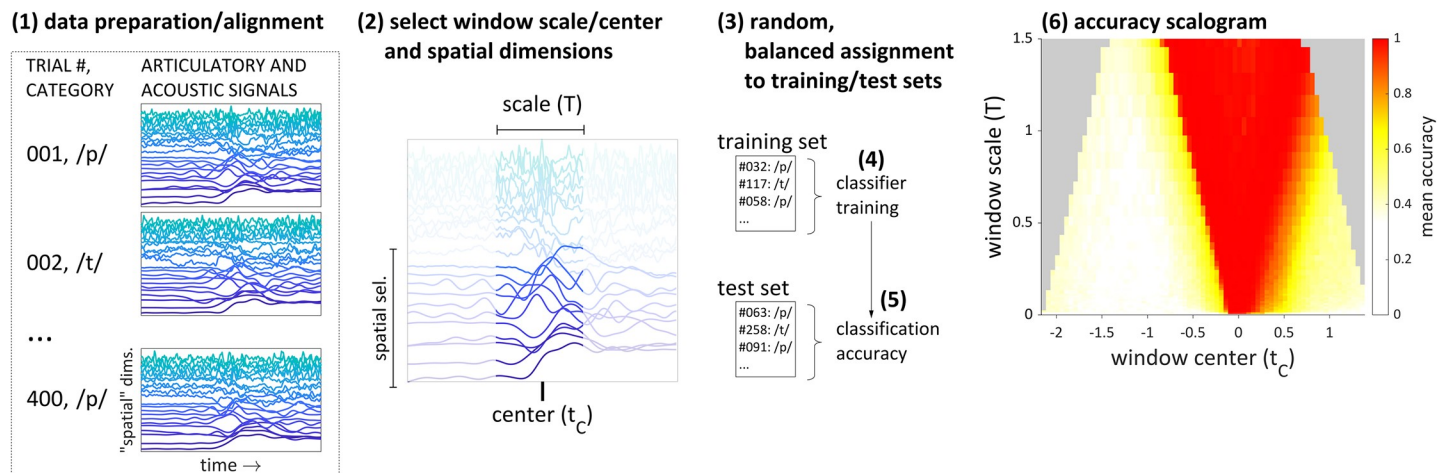 (1) data preparation/alignment
TRIAL #,
CATEGORY
ARTICULATORY AND
ACOUSTIC SIGNALS
001, /p/
002, /t/
...
400, /p/
"spatial" dims.
time →
(2) select window scale/center
and spatial dimensions
scale (T)
spatial sel.
center (t_C)
(3) random,
balanced assignment
to training/test sets
training set
#032: /p/
#117: /t/
#058: /p/
...
(4)
classifier
training
test set
#063: /p/
#258: /t/
#091: /p/
...
(5)
classification
accuracy
(6) accuracy scalogram
window scale (T)
1.5
1
0.5
0
-2
-1.5
-1
-0.5
0
0.5
1
window center (t_C)
1
0.8
0.6
0.4
0.2
0
mean accuracy